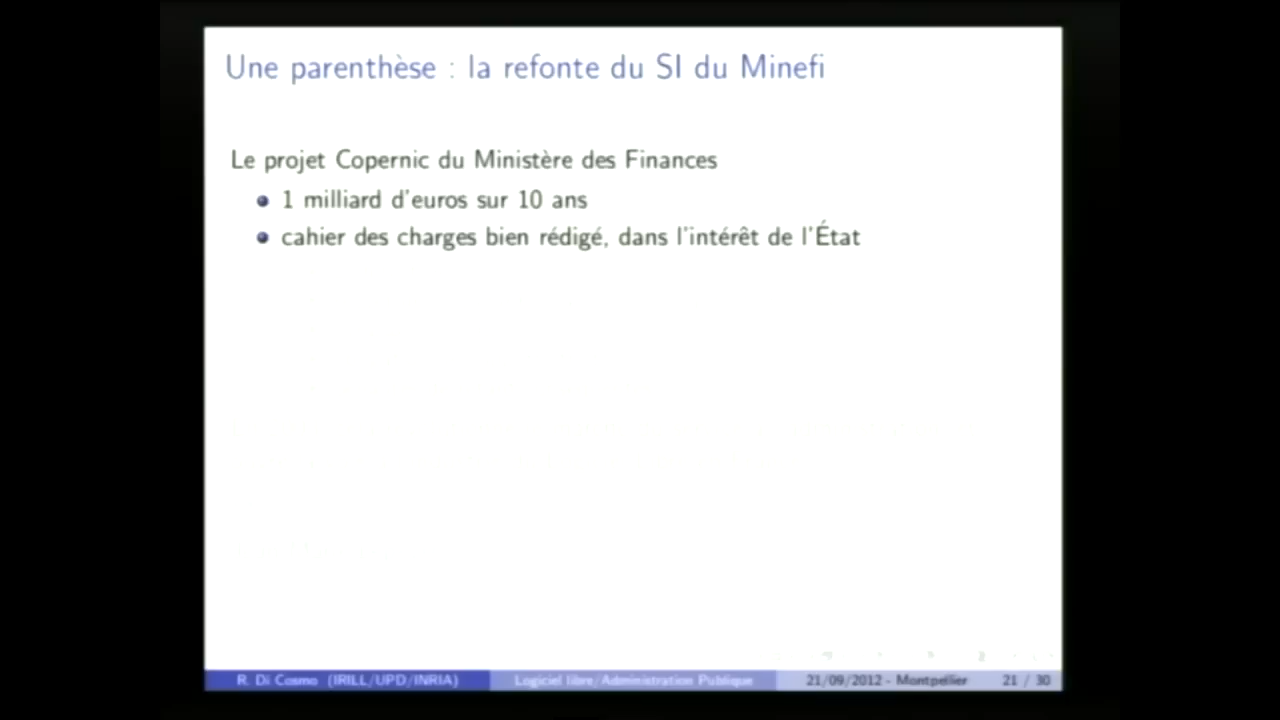 Une parenthèse : la refonte du SI du Minefi
Le projet Copernic du Ministère des Finances
1 milliard d'euros sur 10 ans
cahier des charges bien rédigé, dans l'intérêt de l'État
R. Di Cosmo (IRILL/UPD/INRIA) Logiciel libre/Administration Publique 21/09/2012 - Montpellier 21 / 30